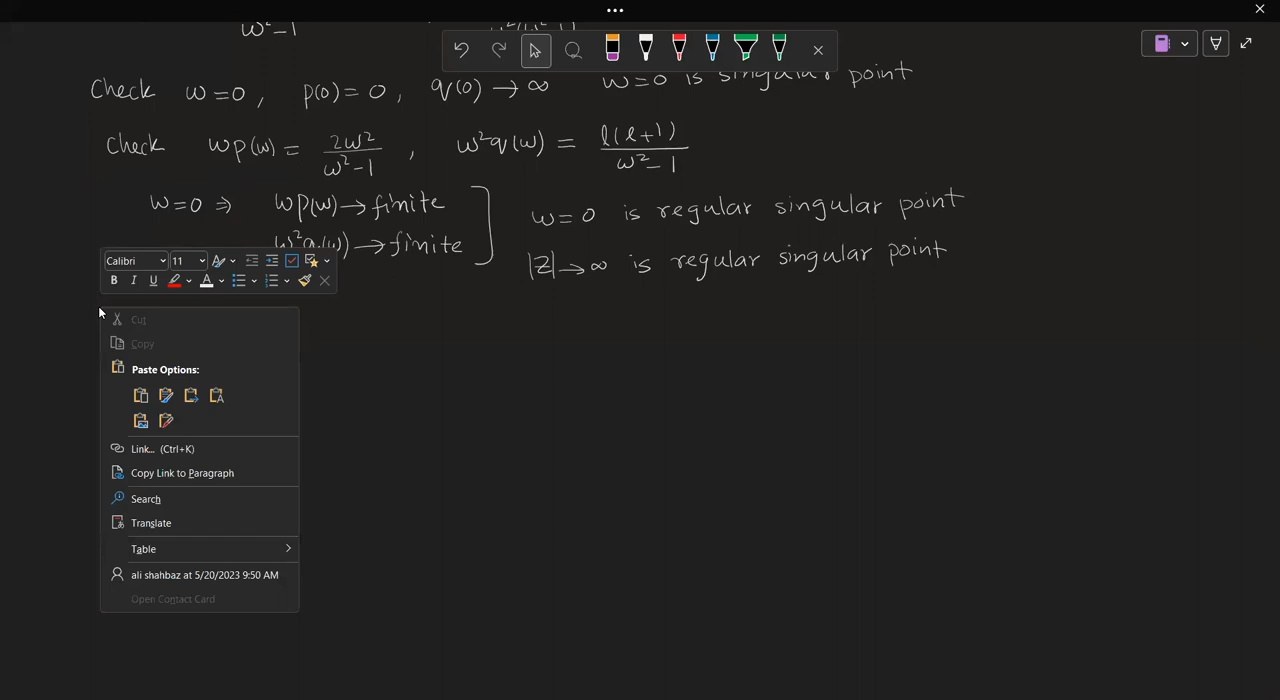 w²-1
Check w=0, p(0)=0, q(0)→∞ w=0 is singular point
Check wp(w) = 2w²/(w²-1), w²q(w) = l(l+1)/(w²-1)
w=0 ⇒ wp(w)→finite
w²q(w)→finite
w=0 is regular singular point
|Z|→∞ is regular singular point
Calibri 11
B I U A
Cut
Copy
Paste Options:
Link... (Ctrl+K)
Copy Link to Paragraph
Search
Translate
Table
ali shahbaz at 5/20/2023 9:50 AM
Open Contact Card